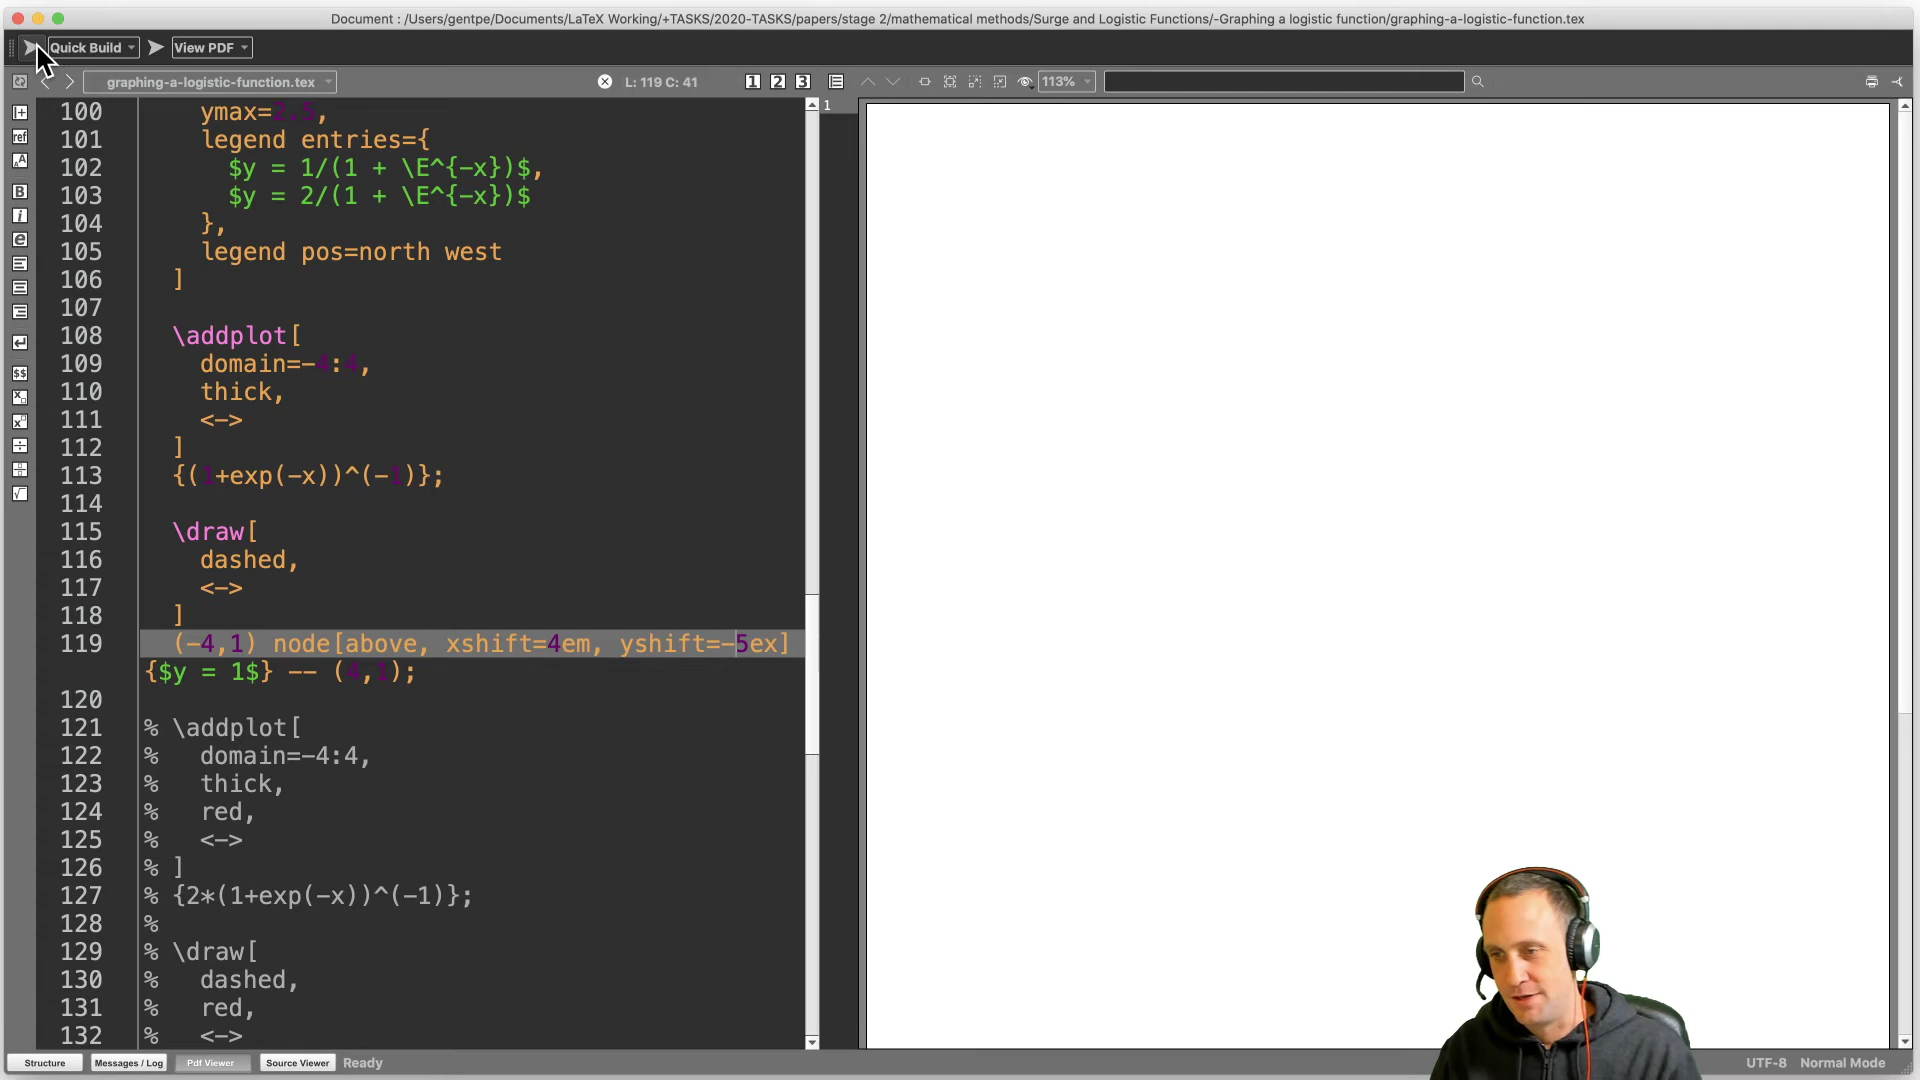 Document : /Users/gentpe/Documents/LaTeX Working/+TASKS/2020-TASKS/papers/stage 2/mathematical methods/Surge and Logistic Functions/-Graphing a logistic function/graphing-a-logistic-function.tex
Quick Build View PDF
graphing-a-logistic-function.tex L: 119 C: 41 1 2 3 113%
1
100 ymax=2.5,
101 legend entries={
102 $y = 1/(1 + \E^{-x})$,
103 $y = 2/(1 + \E^{-x})$
104 },
105 legend pos=north west
106 ]
107
108 \addplot[
109 domain=-4:4,
110 thick,
111 <->
112 ]
113 {(1+exp(-x))^(-1)};
114
115 \draw[
116 dashed,
117 <->
118 ]
119 (-4,1) node[above, xshift=4em, yshift=-5ex]
{$y = 1$} -- (4,1);
120
121 % \addplot[
122 % domain=-4:4,
123 % thick,
124 % red,
125 % <->
126 % ]
127 % {2*(1+exp(-x))^(-1)};
128 %
129 % \draw[
130 % dashed,
131 % red,
132 % <->
ref
B
i
e
$$
Structure Messages / Log Pdf Viewer Source Viewer Ready UTF-8 Normal Mode